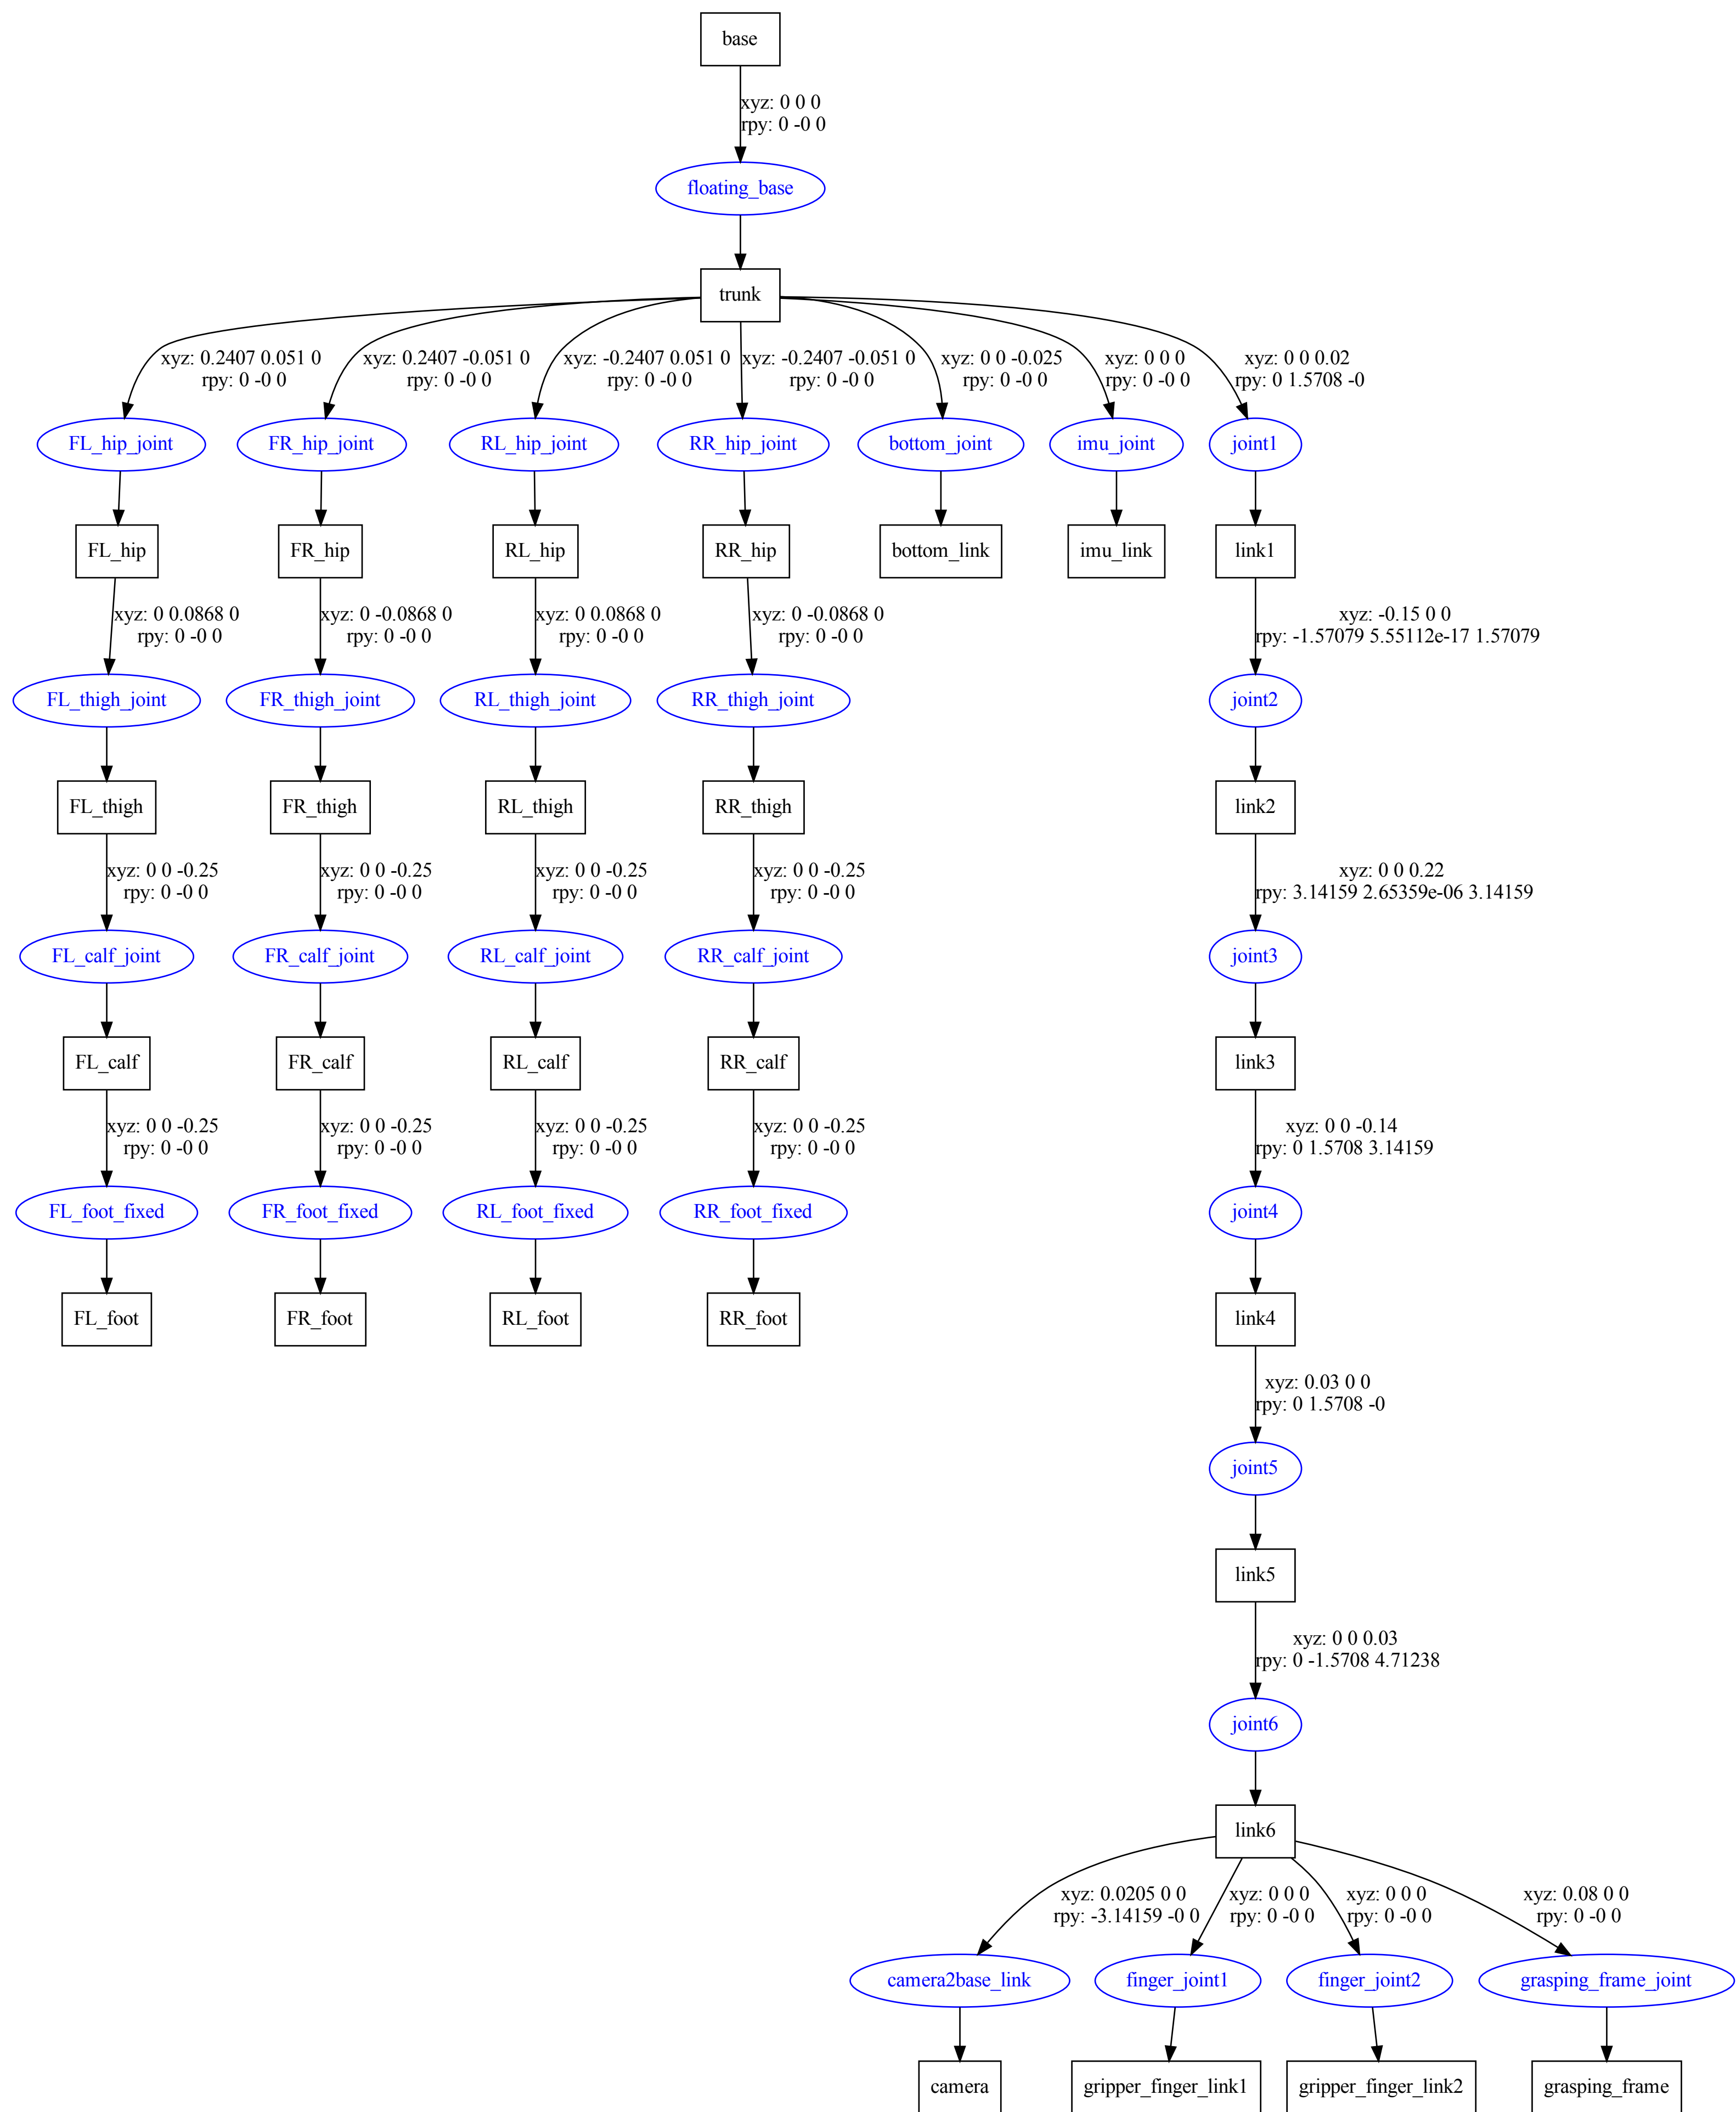 base
xyz: 0 0 0
rpy: 0 -0 0
floating_base
trunk
xyz: 0.2407 0.051 0
rpy: 0 -0 0
xyz: 0.2407 -0.051 0
rpy: 0 -0 0
xyz: -0.2407 0.051 0
rpy: 0 -0 0
xyz: -0.2407 -0.051 0
rpy: 0 -0 0
xyz: 0 0 -0.025
rpy: 0 -0 0
xyz: 0 0 0
rpy: 0 -0 0
xyz: 0 0 0.02
rpy: 0 1.5708 -0
FL_hip_joint
FR_hip_joint
RL_hip_joint
RR_hip_joint
bottom_joint
imu_joint
joint1
FL_hip
FR_hip
RL_hip
RR_hip
bottom_link
imu_link
link1
xyz: 0 0.0868 0
rpy: 0 -0 0
xyz: 0 -0.0868 0
rpy: 0 -0 0
xyz: 0 0.0868 0
rpy: 0 -0 0
xyz: 0 -0.0868 0
rpy: 0 -0 0
xyz: -0.15 0 0
rpy: -1.57079 5.55112e-17 1.57079
FL_thigh_joint
FR_thigh_joint
RL_thigh_joint
RR_thigh_joint
joint2
FL_thigh
FR_thigh
RL_thigh
RR_thigh
link2
xyz: 0 0 -0.25
rpy: 0 -0 0
xyz: 0 0 -0.25
rpy: 0 -0 0
xyz: 0 0 -0.25
rpy: 0 -0 0
xyz: 0 0 -0.25
rpy: 0 -0 0
xyz: 0 0 0.22
rpy: 3.14159 2.65359e-06 3.14159
FL_calf_joint
FR_calf_joint
RL_calf_joint
RR_calf_joint
joint3
FL_calf
FR_calf
RL_calf
RR_calf
link3
xyz: 0 0 -0.25
rpy: 0 -0 0
xyz: 0 0 -0.25
rpy: 0 -0 0
xyz: 0 0 -0.25
rpy: 0 -0 0
xyz: 0 0 -0.25
rpy: 0 -0 0
xyz: 0 0 -0.14
rpy: 0 1.5708 3.14159
FL_foot_fixed
FR_foot_fixed
RL_foot_fixed
RR_foot_fixed
joint4
FL_foot
FR_foot
RL_foot
RR_foot
link4
xyz: 0.03 0 0
rpy: 0 1.5708 -0
joint5
link5
xyz: 0 0 0.03
rpy: 0 -1.5708 4.71238
joint6
link6
xyz: 0.0205 0 0
rpy: -3.14159 -0 0
xyz: 0 0 0
rpy: 0 -0 0
xyz: 0 0 0
rpy: 0 -0 0
xyz: 0.08 0 0
rpy: 0 -0 0
camera2base_link
finger_joint1
finger_joint2
grasping_frame_joint
camera
gripper_finger_link1
gripper_finger_link2
grasping_frame